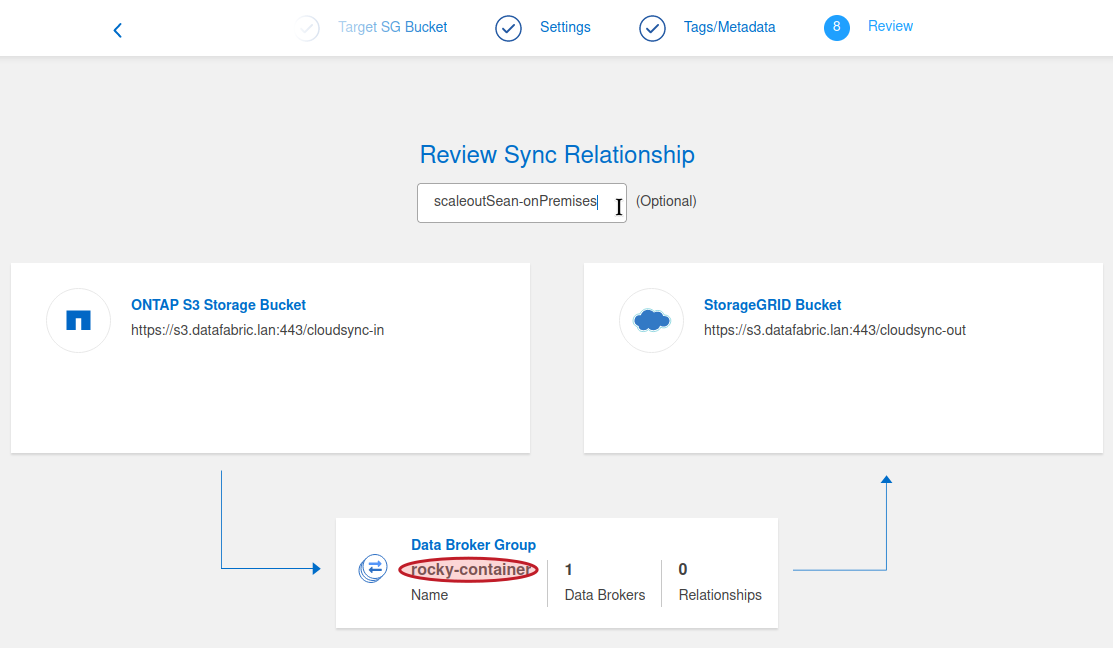 Target SG Bucket
Settings
Tags/Metadata
8
Review
Review Sync Relationship
scaleoutSean-onPremises
(Optional)
ONTAP S3 Storage Bucket
https://s3.datafabric.lan:443/cloudsync-in
StorageGRID Bucket
https://s3.datafabric.lan:443/cloudsync-out
Data Broker Group
rocky-container
Name
1
Data Brokers
0
Relationships